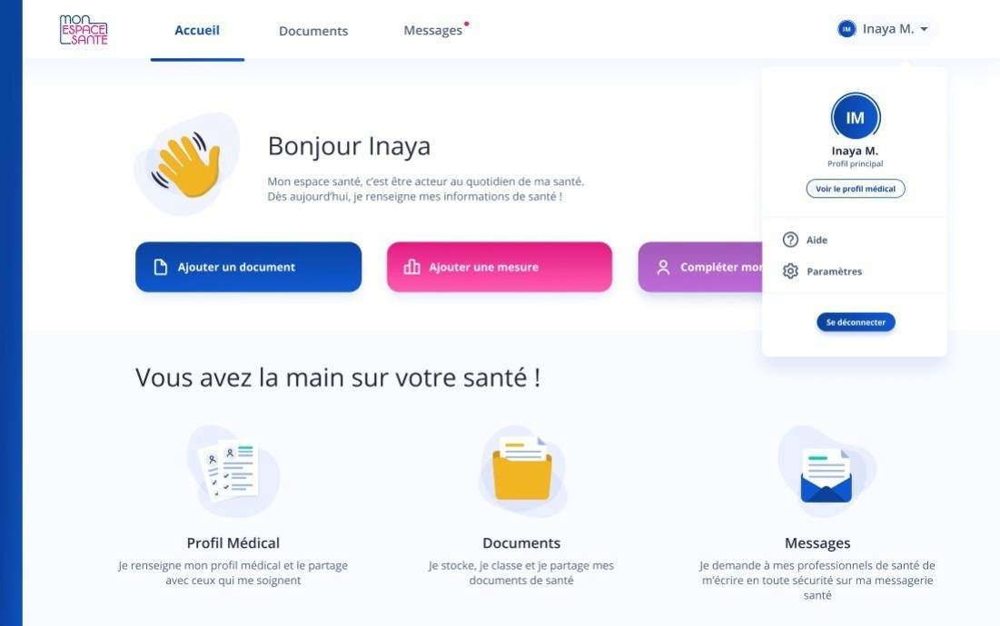 MON
ESPACE
SANTE
Accueil
Documents
Messages
IM
Inaya M.
IM
Inaya M.
Profil principal
Voir le profil médical
Aide
Paramètres
Se déconnecter
Bonjour Inaya
Mon espace santé, c’est être acteur au quotidien de ma santé.
Dès aujourd’hui, je renseigne mes informations de santé !
Ajouter un document
Ajouter une mesure
Compléter mon
Vous avez la main sur votre santé !
Profil Médical
Je renseigne mon profil médical et le partage
avec ceux qui me soignent
Documents
Je stocke, je classe et je partage mes
documents de santé
Messages
Je demande à mes professionnels de santé de
m’écrire en toute sécurité sur ma messagerie
santé